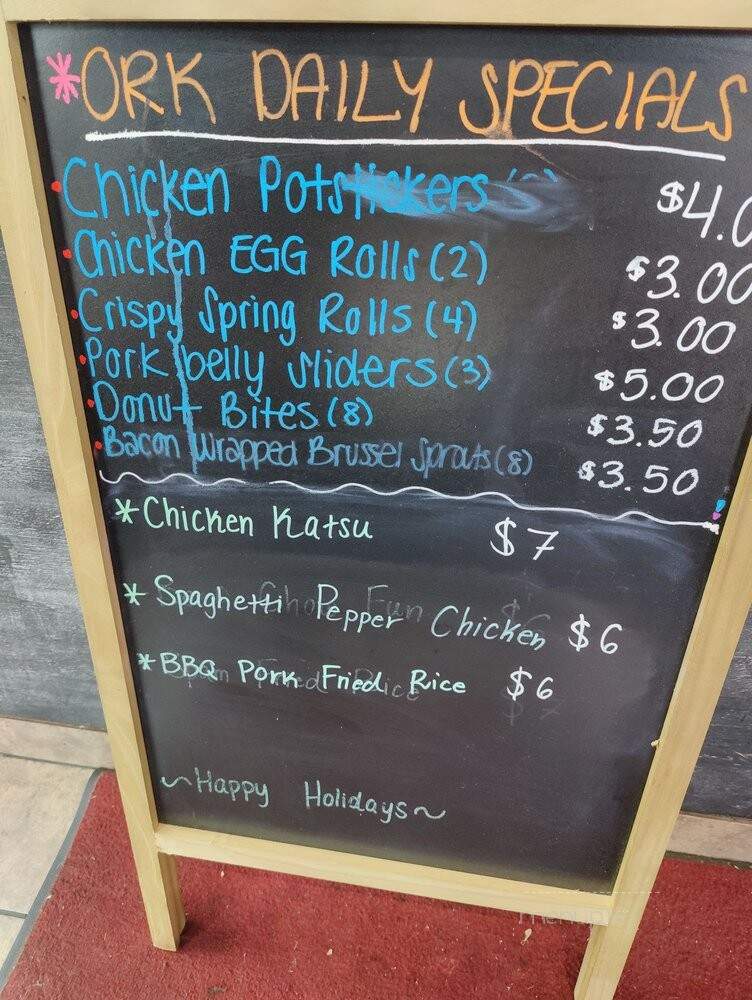 *ORK DAILY SPECIALS
Chicken Potstickers $4.0
Chicken EGG Rolls (2) $3.00
Crispy Spring Rolls (4) $3.00
Pork belly Sliders (3) $5.00
Donut Bites (8) $3.50
Bacon Wrapped Brussel Sprouts (8) $3.50
*Chicken Katsu $7
*Spaghetti Pepper Chicken $6
*BBQ Pork Fried Rice $6
~Happy Holidays~